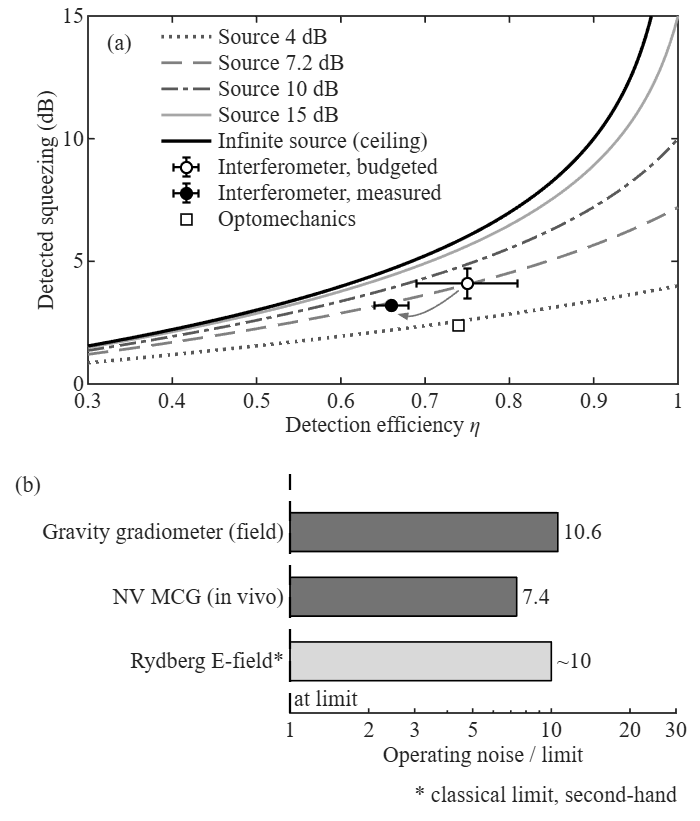 15
10
5
0
Detected squeezing (dB)
(a)
Source 4 dB
Source 7.2 dB
Source 10 dB
Source 15 dB
Infinite source (ceiling)
Interferometer, budgeted
Interferometer, measured
Optomechanics
0.3 0.4 0.5 0.6 0.7 0.8 0.9 1
Detection efficiency η
(b)
Gravity gradiometer (field) 10.6
NV MCG (in vivo) 7.4
Rydberg E-field* ~10
at limit
1 2 3 5 10 20 30
Operating noise / limit
* classical limit, second-hand